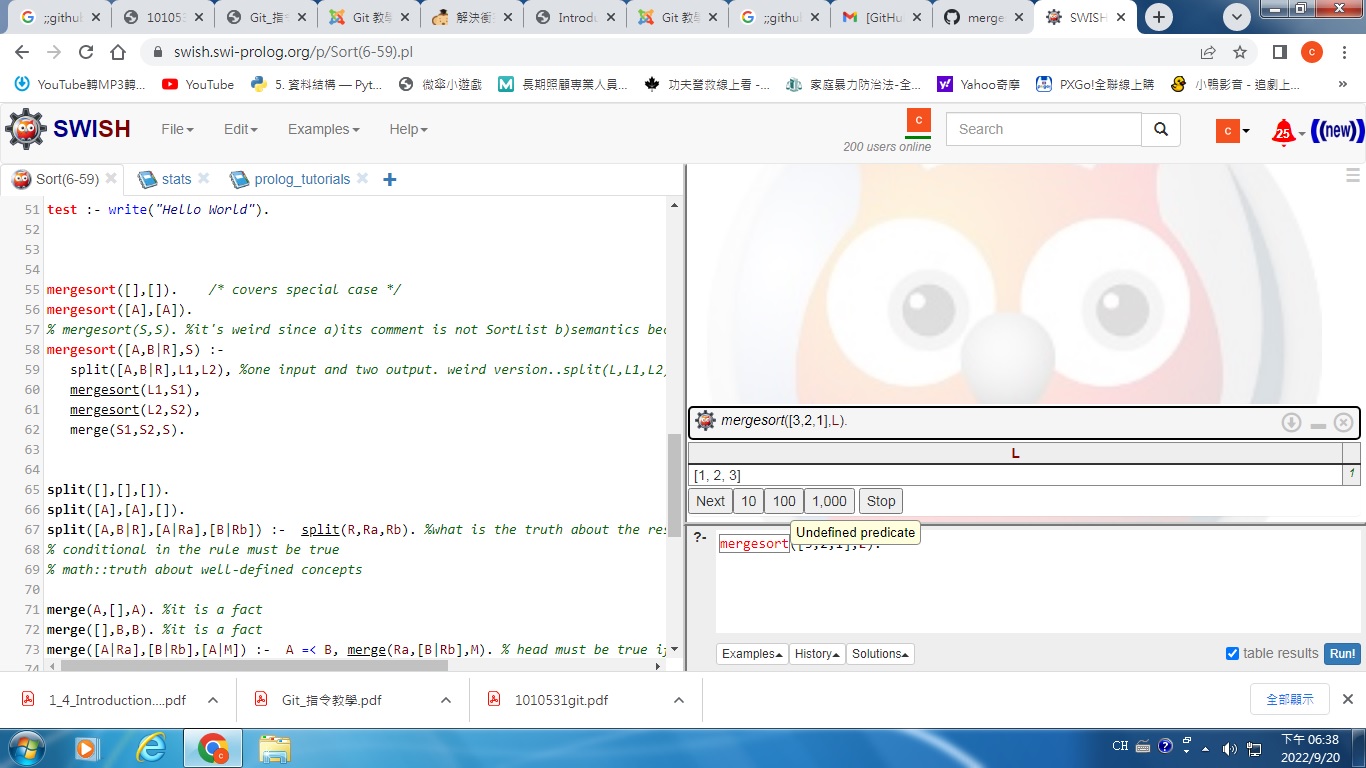 ;;githul
101053
Git_指
Git 教學
解決衝
Introdu
Git 教學
;;githul
[GitHu
merge
SWISH
swish.swi-prolog.org/p/Sort(6-59).pl
YouTube轉MP3轉...
YouTube
5. 資料結構 — Pyt...
微傘小遊戲
長期照顧專業人員...
功夫營救線上看 -...
家庭暴力防治法-全...
Yahoo奇摩
PXGo!全聯線上購
小鴨影音 - 追劇上...
»
SWISH
File
Edit
Examples
Help
c
200 users online
Search
c
25
((new))
Sort(6-59)
stats
prolog_tutorials
51 test :- write("Hello World").
52
53
54
55 mergesort([],[]). /* covers special case */
56 mergesort([A],[A]).
57 % mergesort(S,S). %it's weird since a)its comment is not SortList b)semantics bec
58 mergesort([A,B|R],S) :-
59 split([A,B|R],L1,L2), %one input and two output. weird version..split(L,L1,L2)
60 mergesort(L1,S1),
61 mergesort(L2,S2),
62 merge(S1,S2,S).
63
64
65 split([],[],[]).
66 split([A],[A],[]).
67 split([A,B|R],[A|Ra],[B|Rb]) :- split(R,Ra,Rb). %what is the truth about the res
68 % conditional in the rule must be true
69 % math::truth about well-defined concepts
70
71 merge(A,[],A). %it is a fact
72 merge([],B,B). %it is a fact
73 merge([A|Ra],[B|Rb],[A|M]) :- A =< B, merge(Ra,[B|Rb],M). % head must be true if
74
mergesort([3,2,1],L).
L
[1, 2, 3]
1
Next
10
100
1,000
Stop
Undefined predicate
?-
mergesort([3,2,1],L).
Examples
History
Solutions
table results
Run!
1_4_Introduction....pdf
Git_指令教學.pdf
1010531git.pdf
全部顯示
CH
下午 06:38
2022/9/20